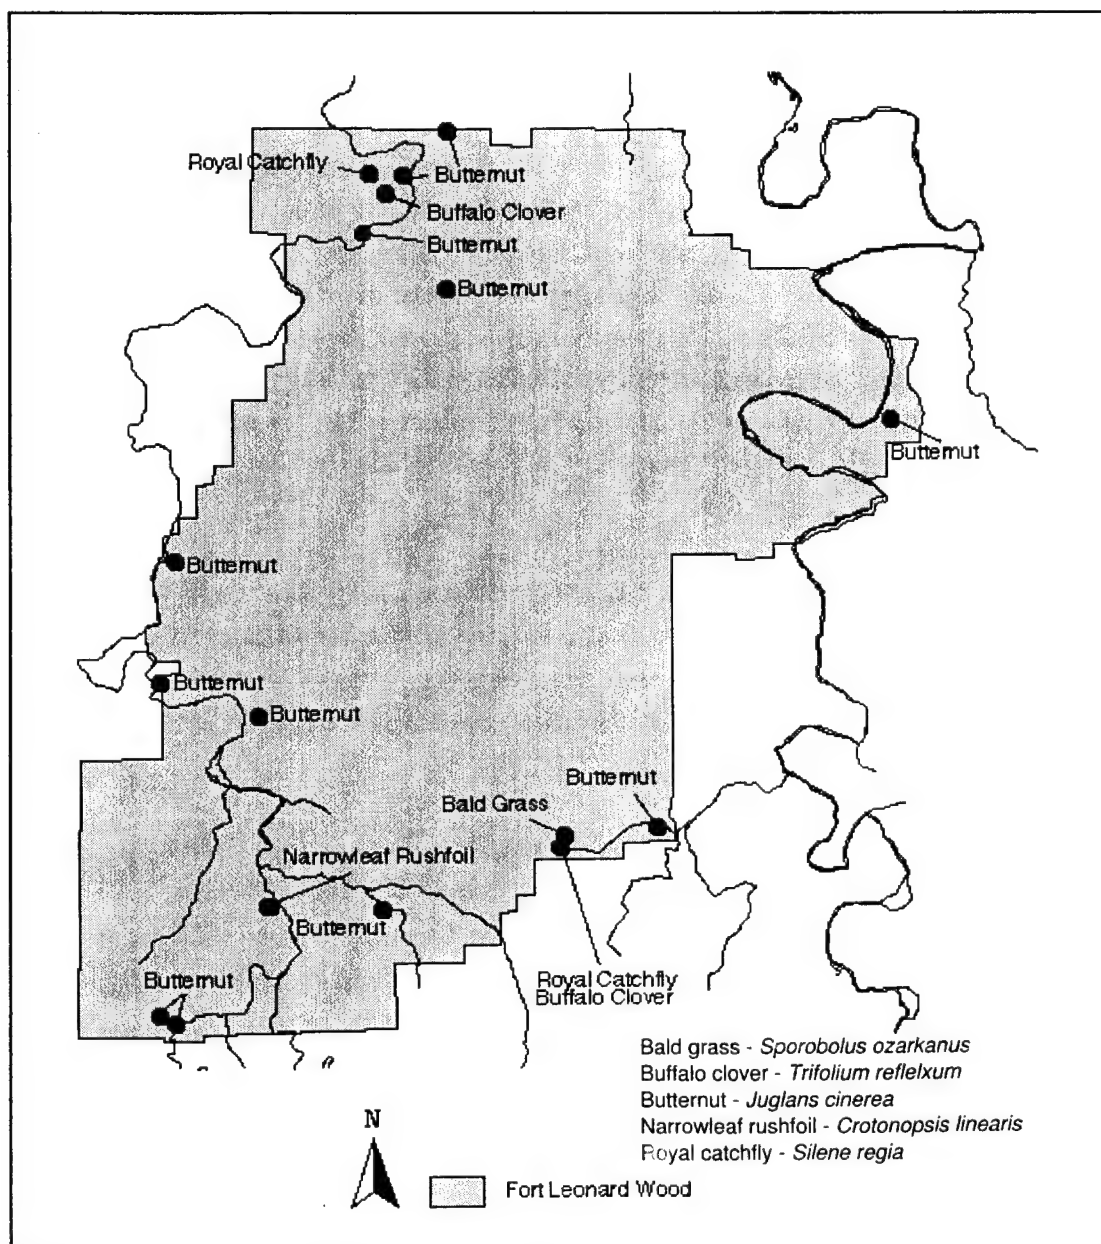 Royal Catchfly
Butternut
Buffalo Clover
Butternut
Butternut
Butternut
Butternut
Butternut
Butternut
Butternut
Bald Grass
Narrowleaf Rushfoil
Butternut
Butternut
Royal Catchfly
Buffalo Clover
Bald grass - Sporobolus ozarkanus
Buffalo clover - Trifolium reflelxum
Butternut - Juglans cinerea
Narrowleaf rushfoil - Crotonopsis linearis
Royal catchfly - Silene regia
N
Fort Leonard Wood